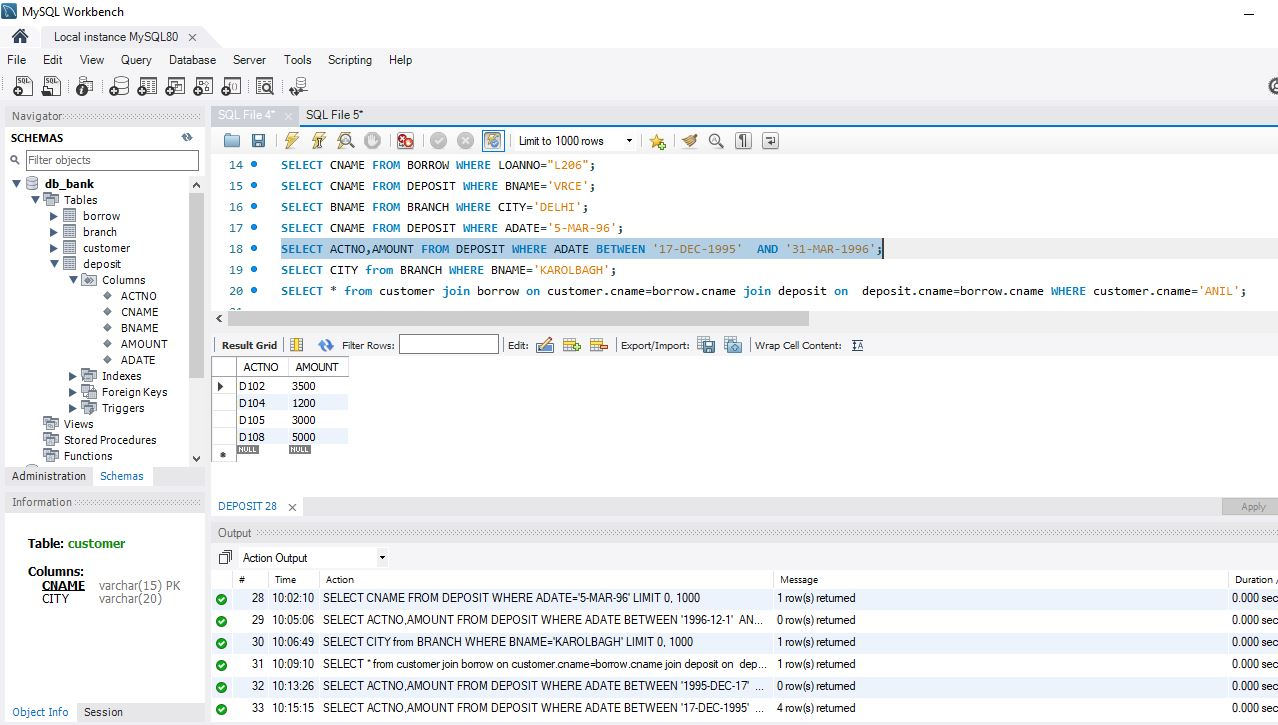 MySQL Workbench
Local instance MySQL80
File Edit View Query Database Server Tools Scripting Help
Navigator
SCHEMAS
Filter objects
db_bank
Tables
borrow
branch
customer
deposit
Columns
ACTNO
CNAME
BNAME
AMOUNT
ADATE
Indexes
Foreign Keys
Triggers
Views
Stored Procedures
Functions
Administration Schemas
Information
Table: customer
Columns:
CNAME varchar(15) PK
CITY varchar(20)
Object Info Session
SQL File 4* SQL File 5*
Limit to 1000 rows
14 SELECT CNAME FROM BORROW WHERE LOANNO="L206";
15 SELECT CNAME FROM DEPOSIT WHERE BNAME='VRCE';
16 SELECT BNAME FROM BRANCH WHERE CITY='DELHI';
17 SELECT CNAME FROM DEPOSIT WHERE ADATE='5-MAR-96';
18 SELECT ACTNO,AMOUNT FROM DEPOSIT WHERE ADATE BETWEEN '17-DEC-1995'  AND '31-MAR-1996';
19 SELECT CITY from BRANCH WHERE BNAME='KAROLBAGH';
20 SELECT * from customer join borrow on customer.cname=borrow.cname join deposit on  deposit.cname=borrow.cname WHERE customer.cname='ANIL';
Result Grid Filter Rows: Edit: Export/Import: Wrap Cell Content:
ACTNO AMOUNT
D102 3500
D104 1200
D105 3000
D108 5000
NULL NULL
DEPOSIT 28
Apply
Output
Action Output
# Time Action Message Duration /
28 10:02:10 SELECT CNAME FROM DEPOSIT WHERE ADATE='5-MAR-96' LIMIT 0, 1000 1 row(s) returned 0.000 sec
29 10:05:06 SELECT ACTNO,AMOUNT FROM DEPOSIT WHERE ADATE BETWEEN '1996-12-1'  AN... 0 row(s) returned 0.000 sec
30 10:06:49 SELECT CITY from BRANCH WHERE BNAME='KAROLBAGH' LIMIT 0, 1000 1 row(s) returned 0.000 sec
31 10:09:10 SELECT * from customer join borrow on customer.cname=borrow.cname join deposit on  dep... 1 row(s) returned 0.000 sec
32 10:13:26 SELECT ACTNO,AMOUNT FROM DEPOSIT WHERE ADATE BETWEEN '1995-DEC-17'  ... 0 row(s) returned 0.000 sec
33 10:15:15 SELECT ACTNO,AMOUNT FROM DEPOSIT WHERE ADATE BETWEEN '17-DEC-1995'  ... 4 row(s) returned 0.000 sec